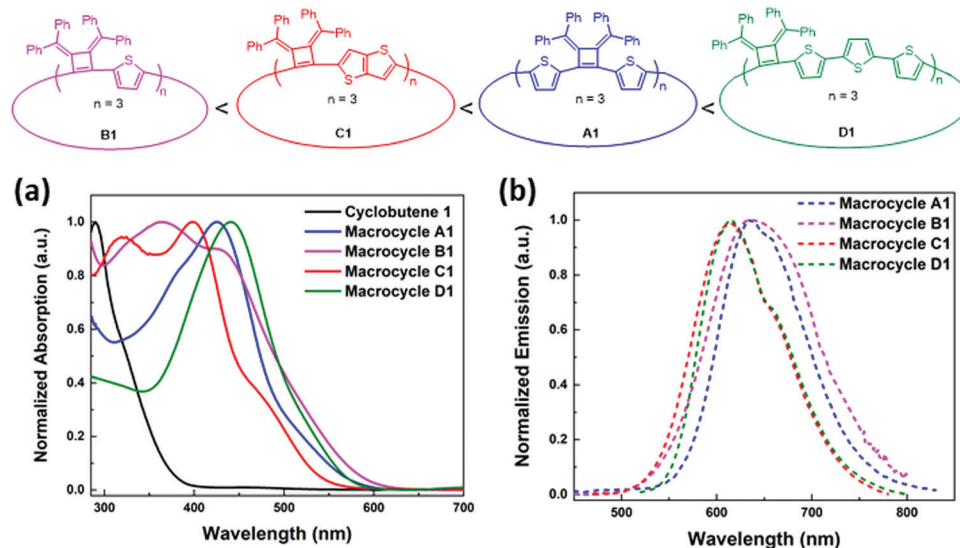 Ph Ph Ph Ph Ph Ph Ph Ph
Ph Ph Ph Ph Ph Ph Ph Ph
S S S S S S S S
( )n ( )n ( )n ( )n
n = 3 n = 3 n = 3 n = 3
B1 < C1 < A1 < D1
(a)
Normalized Absorption (a.u.)
1.0
0.8
0.6
0.4
0.2
0.0
Cyclobutene 1
Macrocycle A1
Macrocycle B1
Macrocycle C1
Macrocycle D1
300 400 500 600 700
Wavelength (nm)
(b)
Normalized Emission (a.u.)
1.0
0.8
0.6
0.4
0.2
0.0
Macrocycle A1
Macrocycle B1
Macrocycle C1
Macrocycle D1
500 600 700 800
Wavelength (nm)